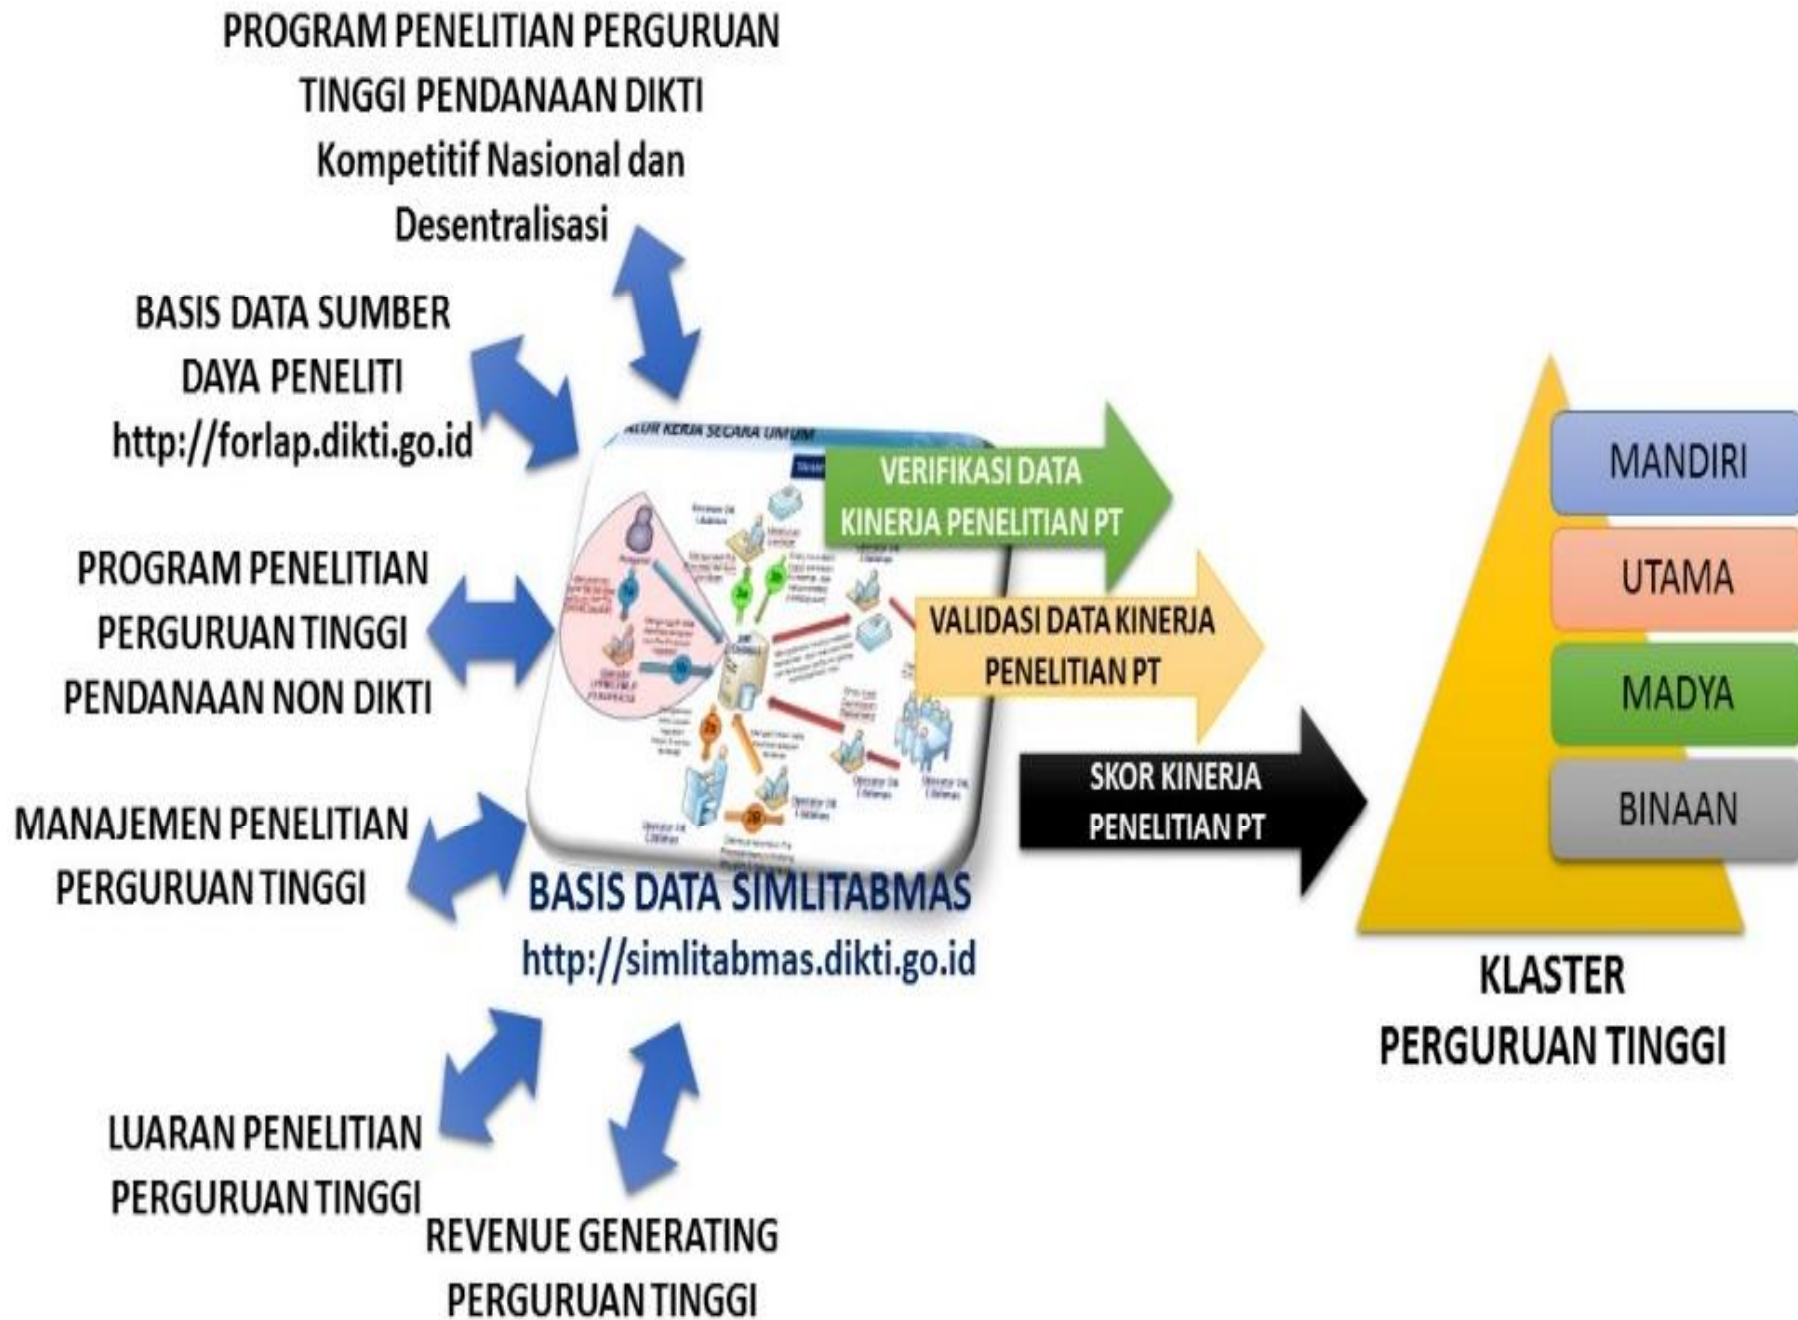 PROGRAM PENELITIAN PERGURUAN
TINGGI PENDANAAN DIKTI
Kompetitif Nasional dan
Desentralisasi
BASIS DATA SUMBER
DAYA PENELITI
http://forlap.dikti.go.id
PROGRAM PENELITIAN
PERGURUAN TINGGI
PENDANAAN NON DIKTI
MANAJEMEN PENELITIAN
PERGURUAN TINGGI
LUARAN PENELITIAN
PERGURUAN TINGGI
REVENUE GENERATING
PERGURUAN TINGGI
KERJA SECARA UMUM
BASIS DATA SIMLITABMAS
http://simlitabmas.dikti.go.id
VERIFIKASI DATA
KINERJA PENELITIAN PT
VALIDASI DATA KINERJA
PENELITIAN PT
SKOR KINERJA
PENELITIAN PT
MANDIRI
UTAMA
MADYA
BINAAN
KLASTER
PERGURUAN TINGGI